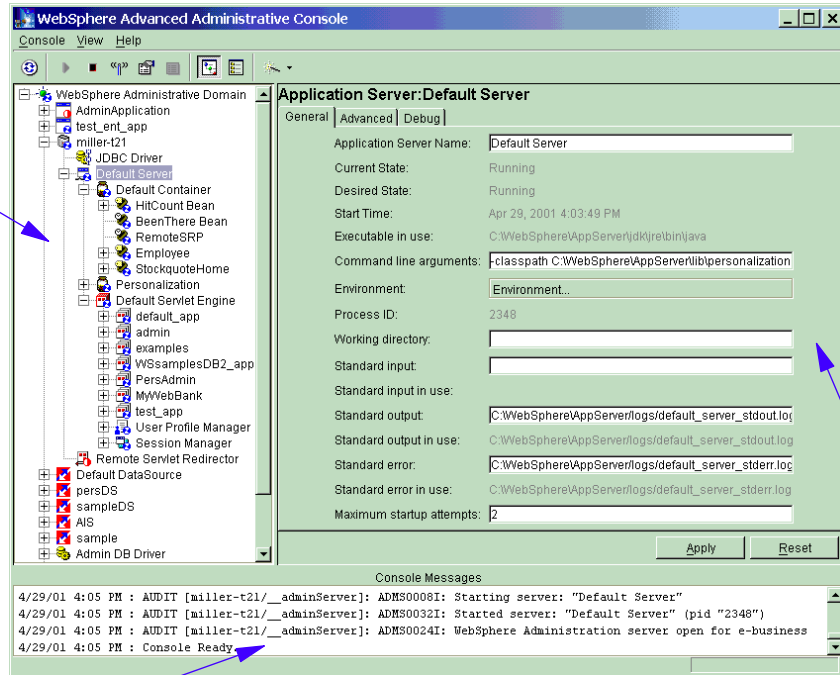 WebSphere Advanced Administrative Console
Console View Help
WebSphere Administrative Domain
AdminApplication
test_ent_app
miller-t21
JDBC Driver
Default Server
Default Container
HitCount Bean
BeenThere Bean
RemoteSRP
Employee
StockquoteHome
Personalization
Default Servlet Engine
default_app
admin
examples
WSsamplesDB2_app
PersAdmin
MyWebBank
test_app
User Profile Manager
Session Manager
Remote Servlet Redirector
Default DataSource
persDS
sampleDS
AIS
sample
Admin DB Driver
Application Server:Default Server
General Advanced Debug
Application Server Name: Default Server
Current State: Running
Desired State: Running
Start Time: Apr 29, 2001 4:03:49 PM
Executable in use: C:\WebSphere\AppServer\jdk\jre\bin\java
Command line arguments: -classpath C:\WebSphere\AppServer\lib\personalization
Environment: Environment...
Process ID: 2348
Working directory:
Standard input:
Standard input in use:
Standard output: C:\WebSphere\AppServer/logs/default_server_stdout.log
Standard output in use: C:\WebSphere\AppServer/logs/default_server_stdout.log
Standard error: C:\WebSphere\AppServer/logs/default_server_stderr.log
Standard error in use: C:\WebSphere\AppServer/logs/default_server_stderr.log
Maximum startup attempts: 2
Apply Reset
Console Messages
4/29/01 4:05 PM : AUDIT [miller-t21/__adminServer]: ADMS0008I: Starting server: "Default Server"
4/29/01 4:05 PM : AUDIT [miller-t21/__adminServer]: ADMS0032I: Started server: "Default Server" (pid "2348")
4/29/01 4:05 PM : AUDIT [miller-t21/__adminServer]: ADMS0024I: WebSphere Administration server open for e-business
4/29/01 4:05 PM : Console Ready.